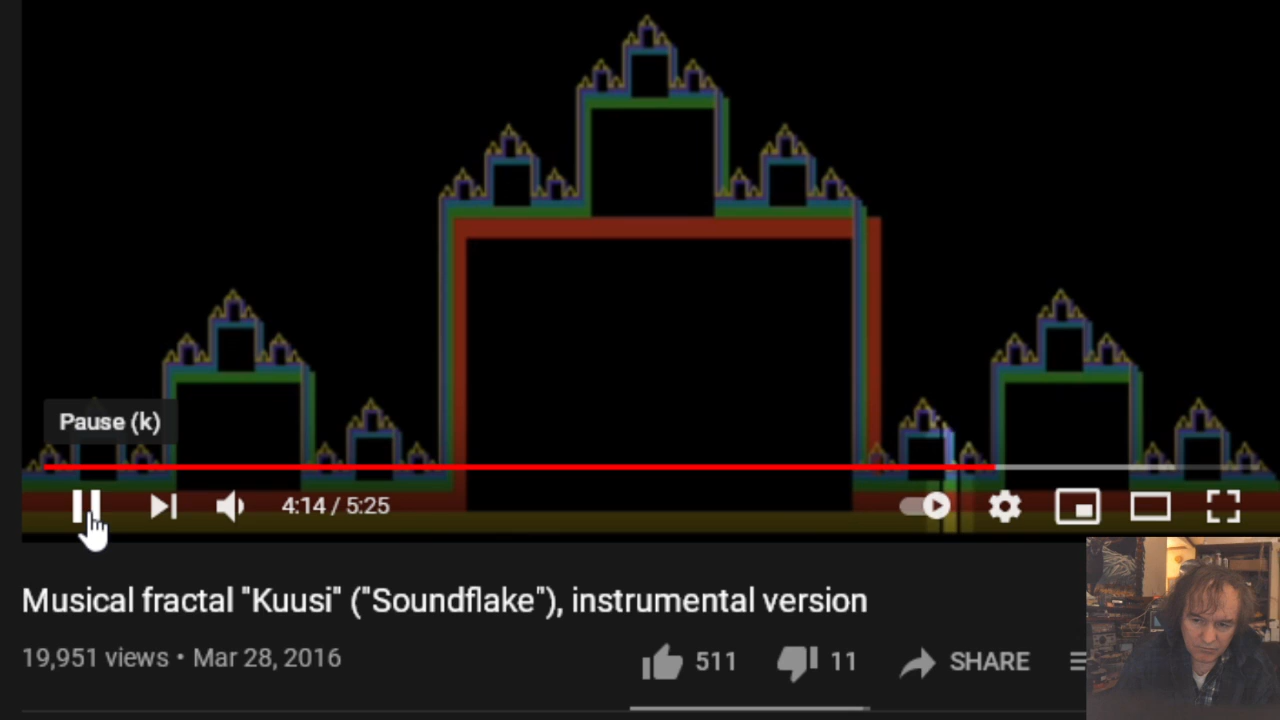 Pause (k)
4:14 / 5:25
Musical fractal "Kuusi" ("Soundflake"), instrumental version
19,951 views • Mar 28, 2016
511
11
SHARE